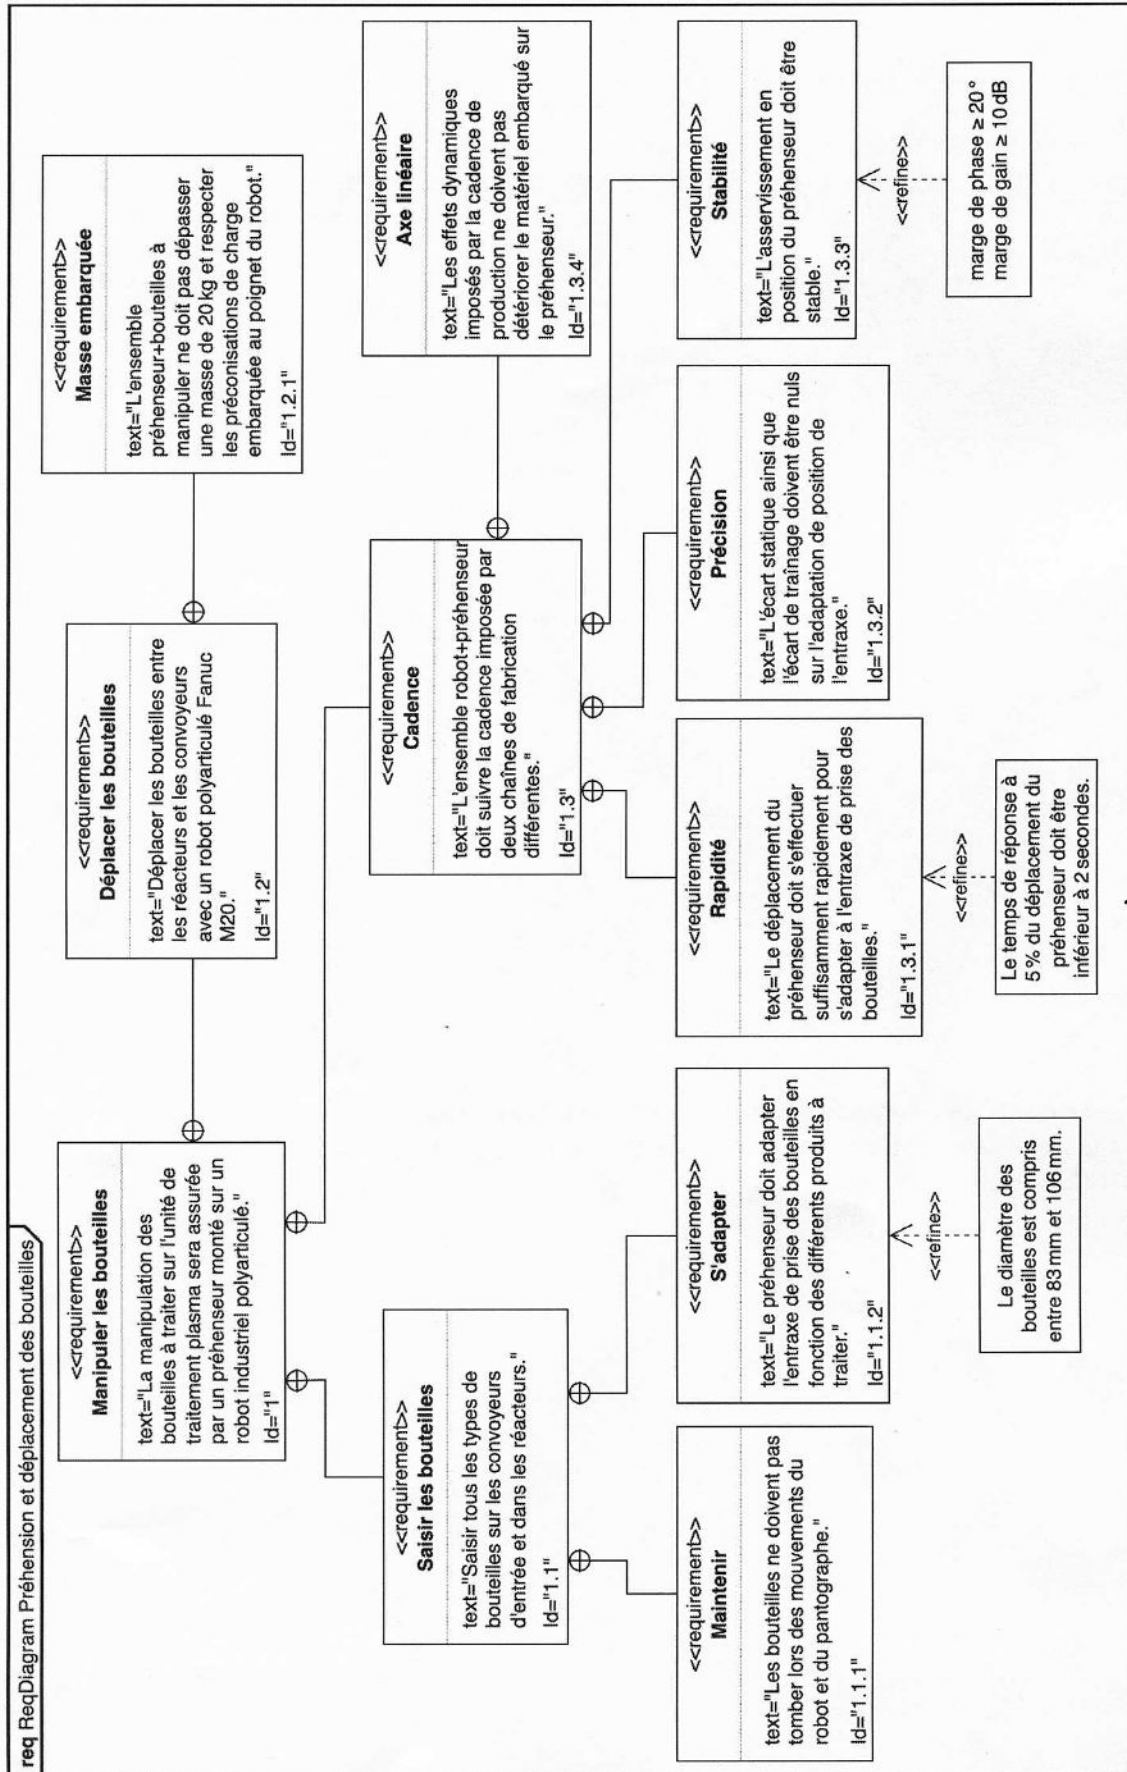 req ReqDiagram Préhension et déplacement des bouteilles
<<requirement>>
Manipuler les bouteilles
text="La manipulation des
bouteilles à traiter sur l'unité de
traitement plasma sera assurée
par un préhenseur monté sur un
robot industriel polyarticulé."
Id="1"
<<requirement>>
Déplacer les bouteilles
text="Déplacer les bouteilles entre
les réacteurs et les convoyeurs
avec un robot polyarticulé Fanuc
M20."
Id="1.2"
<<requirement>>
Masse embarquée
text="L'ensemble
préhenseur+bouteilles à
manipuler ne doit pas dépasser
une masse de 20 kg et respecter
les préconisations de charge
embarquée au poignet du robot."
Id="1.2.1"
<<requirement>>
Saisir les bouteilles
text="Saisir tous les types de
bouteilles sur les convoyeurs
d'entrée et dans les réacteurs."
Id="1.1"
<<requirement>>
Cadence
text="L'ensemble robot+préhenseur
doit suivre la cadence imposée par
deux chaînes de fabrication
différentes."
Id="1.3"
<<requirement>>
Axe linéaire
text="Les effets dynamiques
imposés par la cadence de
production ne doivent pas
détériorer le matériel embarqué sur
le préhenseur."
Id="1.3.4"
<<requirement>>
Maintenir
text="Les bouteilles ne doivent pas
tomber lors des mouvements du
robot et du pantographe."
Id="1.1.1"
<<requirement>>
S'adapter
text="Le préhenseur doit adapter
l'entraxe de prise des bouteilles en
fonction des différents produits à
traiter."
Id="1.1.2"
<<requirement>>
Rapidité
text="Le déplacement du
préhenseur doit s'effectuer
suffisamment rapidement pour
s'adapter à l'entraxe de prise des
bouteilles."
Id="1.3.1"
<<requirement>>
Précision
text="L'écart statique ainsi que
l'écart de traînage doivent être nuls
sur l'adaptation de position de
l'entraxe."
Id="1.3.2"
<<requirement>>
Stabilité
text="L'asservissement en
position du préhenseur doit être
stable."
Id="1.3.3"
<<refine>>
<<refine>>
<<refine>>
Le diamètre des
bouteilles est compris
entre 83 mm et 106 mm.
Le temps de réponse à
5 % du déplacement du
préhenseur doit être
inférieur à 2 secondes.
marge de phase ≥ 20°
marge de gain ≥ 10 dB